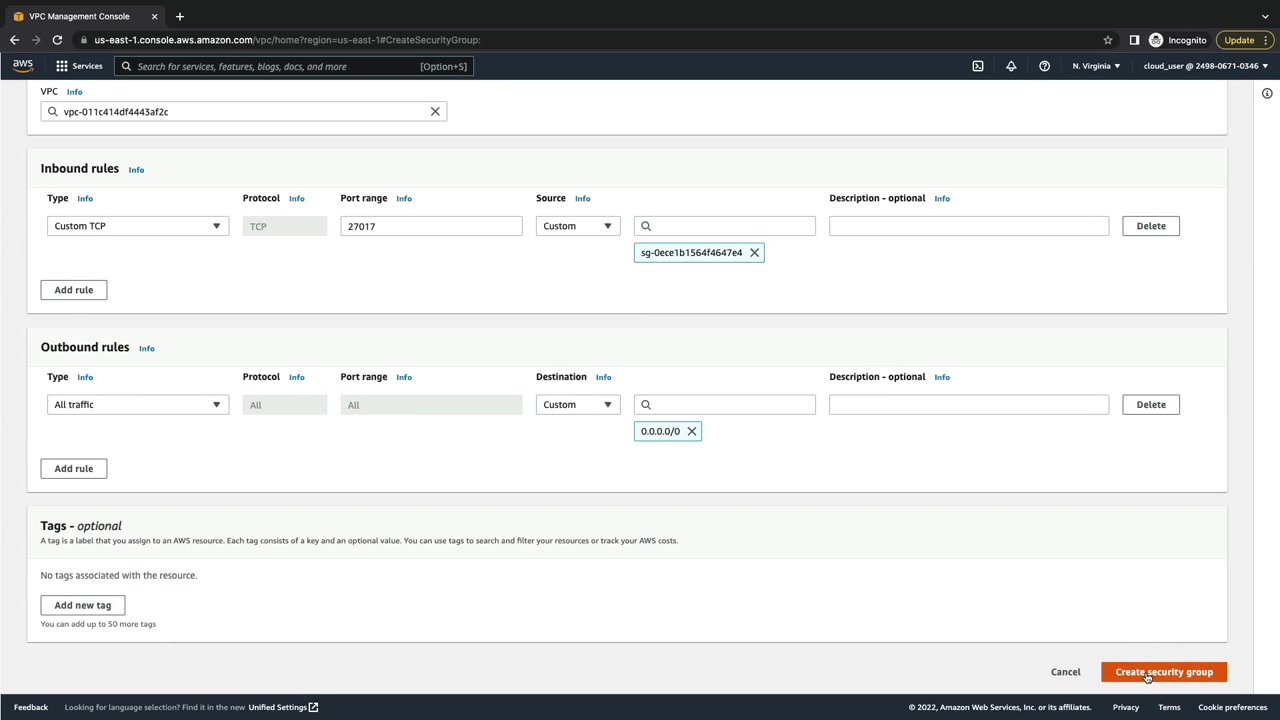 VPC Management Console
us-east-1.console.aws.amazon.com/vpc/home?region=us-east-1#CreateSecurityGroup:
Incognito
Update
aws
Services
Search for services, features, blogs, docs, and more
[Option+S]
N. Virginia
cloud_user @ 2498-0671-0346
VPC Info
vpc-011c414df4443af2c
Inbound rules Info
Type Info Protocol Info Port range Info Source Info Description - optional Info
Custom TCP TCP 27017 Custom Delete
sg-0ece1b1564f4647e4
Add rule
Outbound rules Info
Type Info Protocol Info Port range Info Destination Info Description - optional Info
All traffic All All Custom Delete
0.0.0.0/0
Add rule
Tags - optional
A tag is a label that you assign to an AWS resource. Each tag consists of a key and an optional value. You can use tags to search and filter your resources or track your AWS costs.
No tags associated with the resource.
Add new tag
You can add up to 50 more tags
Cancel Create security group
Feedback Looking for language selection? Find it in the new Unified Settings © 2022, Amazon Web Services, Inc. or its affiliates. Privacy Terms Cookie preferences